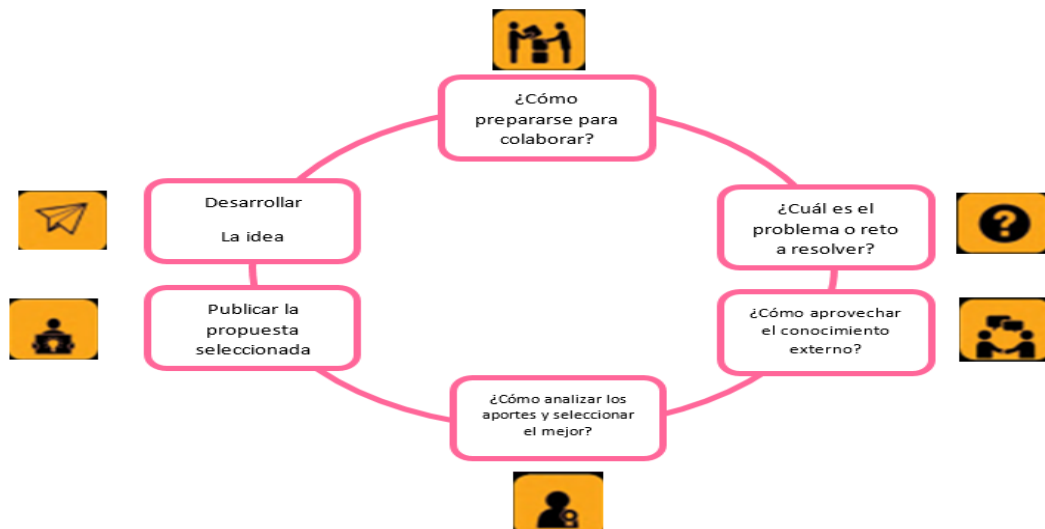 ¿Cómo
prepararse para
colaborar?
¿Cuál es el
problema o reto
a resolver?
¿Cómo aprovechar
el conocimiento
externo?
¿Cómo analizar los
aportes y seleccionar
el mejor?
Publicar la
propuesta
seleccionada
Desarrollar
La idea